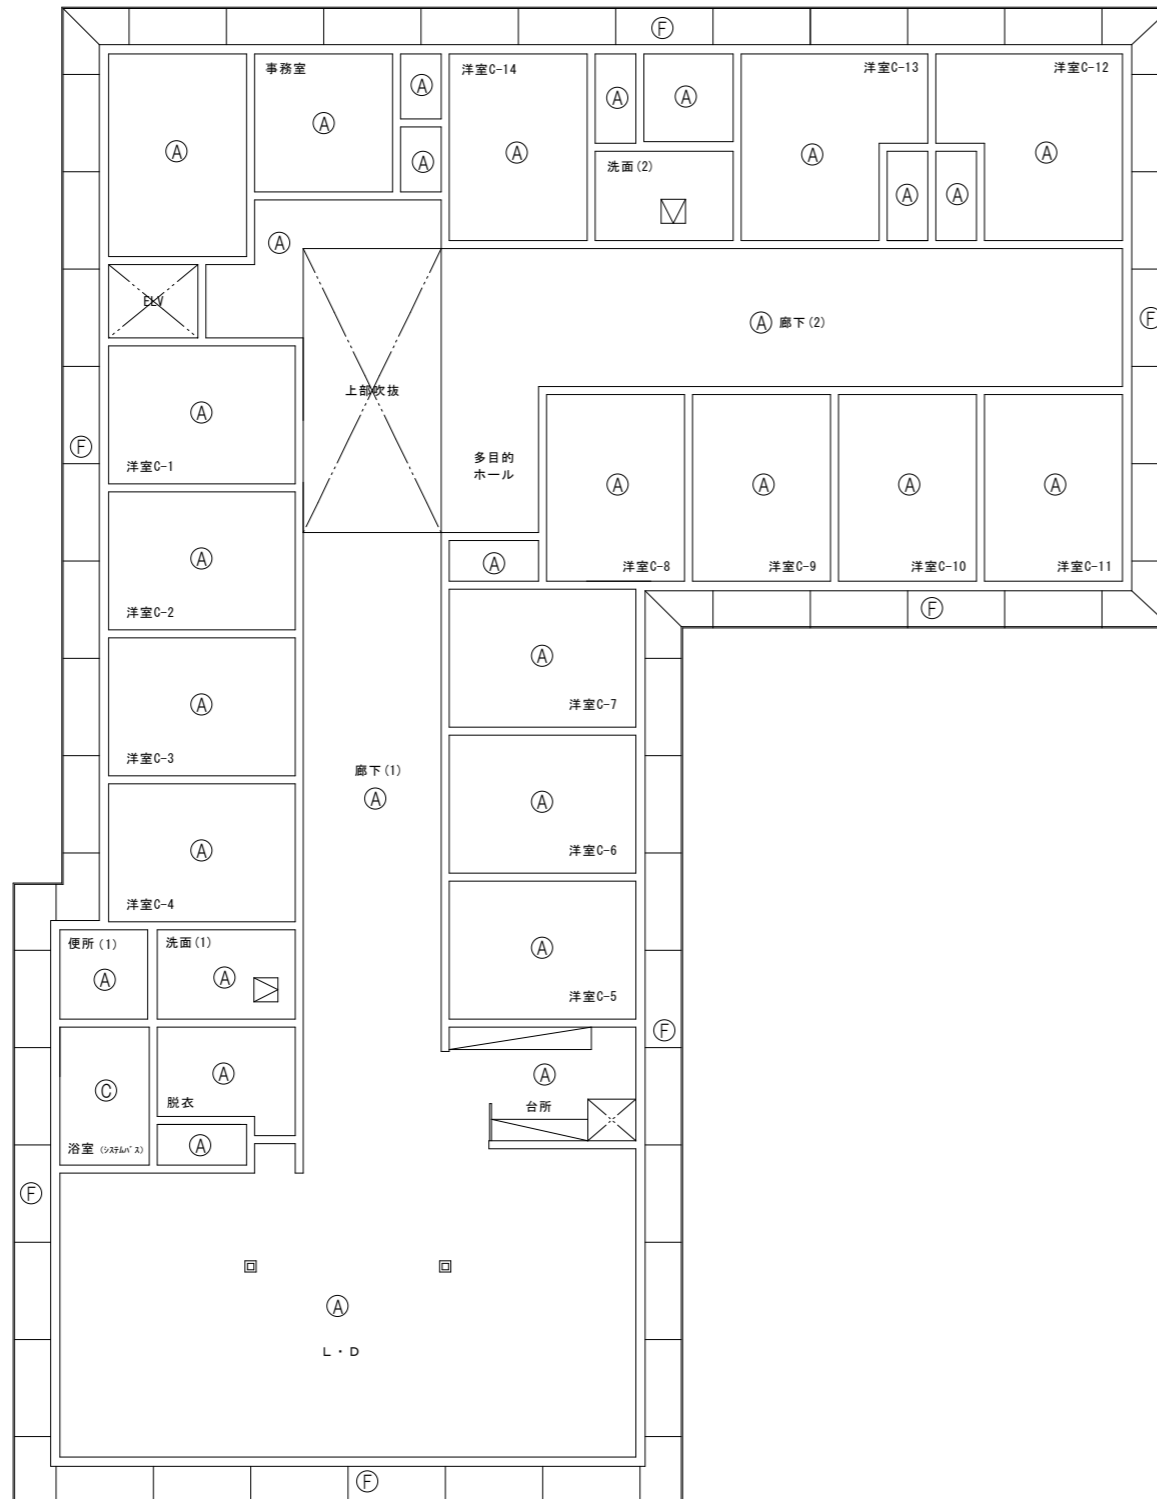 Ⓕ
事務室
Ⓐ
洋室C-14
洋室C-13
洋室C-12
Ⓐ
Ⓐ
Ⓐ
Ⓐ
Ⓐ
Ⓐ
Ⓐ
Ⓐ
Ⓐ
洗面(2)
Ⓐ
Ⓐ
Ⓐ
ELV
Ⓐ 廊下(2)
Ⓕ
上部吹抜
Ⓐ
洋室C-1
Ⓕ
多目的
ホール
Ⓐ
Ⓐ
Ⓐ
Ⓐ
洋室C-8
洋室C-9
洋室C-10
洋室C-11
Ⓐ
Ⓐ
洋室C-2
Ⓕ
Ⓐ
洋室C-7
Ⓐ
洋室C-3
廊下(1)
Ⓐ
Ⓐ
洋室C-6
Ⓐ
洋室C-4
便所(1)
Ⓐ
洗面(1)
Ⓐ
Ⓐ
洋室C-5
Ⓕ
Ⓒ
浴室(システムバス)
Ⓐ
脱衣
Ⓐ
Ⓐ
台所
Ⓕ
Ⓐ
L・D
Ⓕ